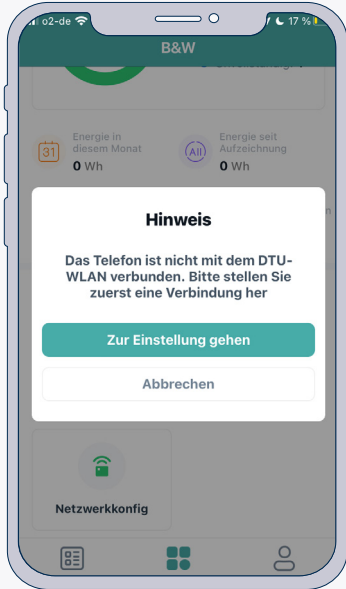 o2-de 17 %
B&W
Energie in
diesem Monat
0 Wh
All
Energie seit
Aufzeichnung
0 Wh
31
Hinweis
Das Telefon ist nicht mit dem DTU-
WLAN verbunden. Bitte stellen Sie
zuerst eine Verbindung her
Zur Einstellung gehen
Abbrechen
Netzwerkkonfig